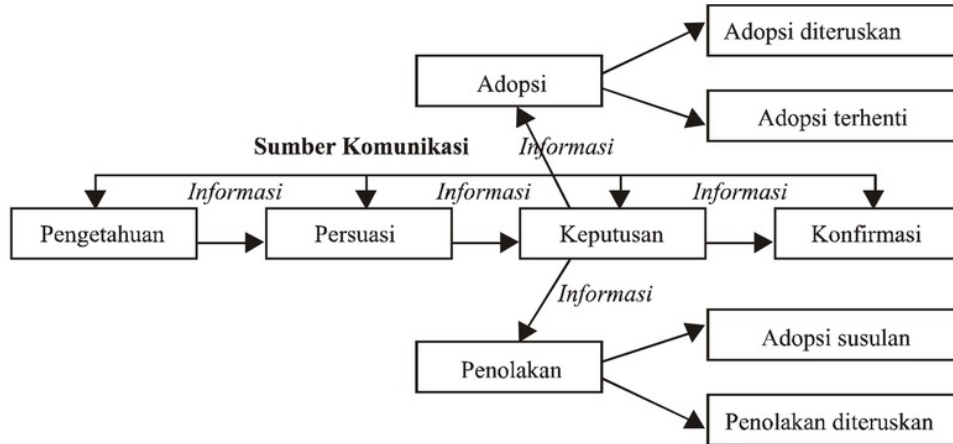 Adopsi diteruskan
Adopsi
Adopsi terhenti
Informasi
Sumber Komunikasi
Informasi
Informasi
Informasi
Pengetahuan
Persuasi
Keputusan
Konfirmasi
Informasi
Adopsi susulan
Penolakan
Penolakan diteruskan